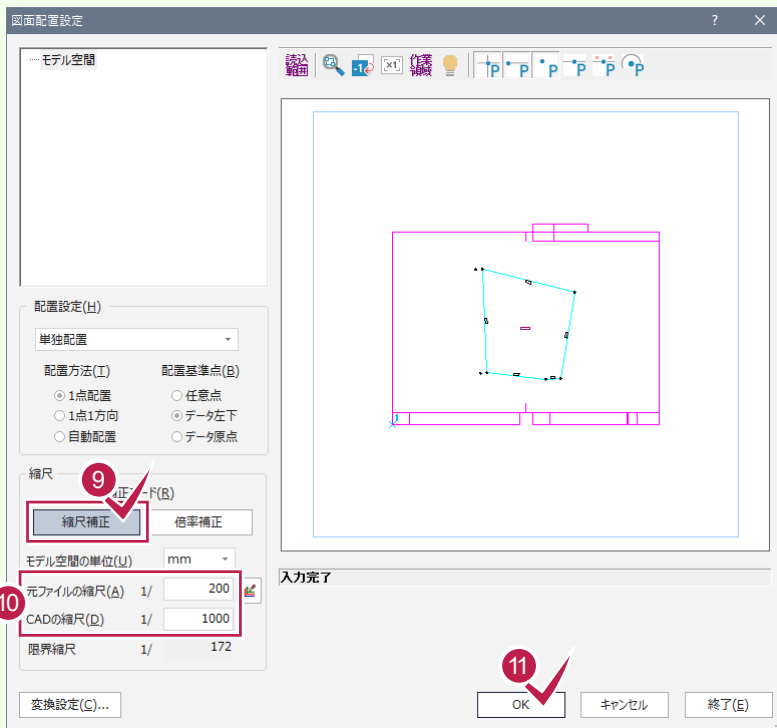 図面配置設定
? ×
モデル空間
読込範囲 -1 ×1 作業領域 P P P P P P
1
配置設定(H)
単独配置
配置方法(T) 配置基準点(B)
1点配置 任意点
1点1方向 データ左下
自動配置 データ原点
縮尺
9
正モード(R)
縮尺補正 倍率補正
モデル空間の単位(U) mm
10
元ファイルの縮尺(A) 1/ 200
CADの縮尺(D) 1/ 1000
限界縮尺 1/ 172
入力完了
変換設定(C)...
11
OK キャンセル 終了(E)